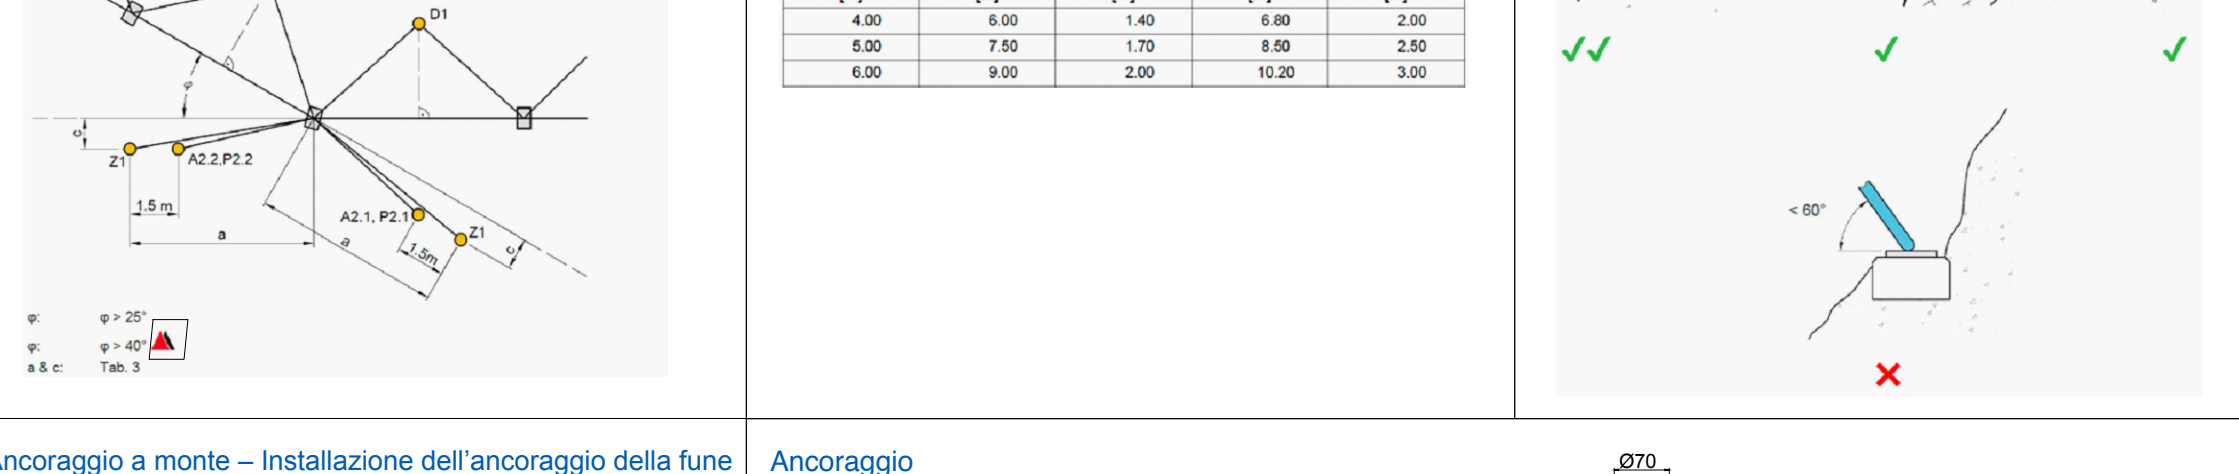 D1
φ
c
Z1
A2.2,P2.2
1.5 m
a
A2.1, P2.1
Z1
a
1.5m
c
φ: φ > 25°
φ: φ > 40°
a & c: Tab. 3
4.00 6.00 1.40 6.80 2.00
5.00 7.50 1.70 8.50 2.50
6.00 9.00 2.00 10.20 3.00
< 60°
ncoraggio a monte – Installazione dell’ancoraggio della fune
Ancoraggio
Ø70